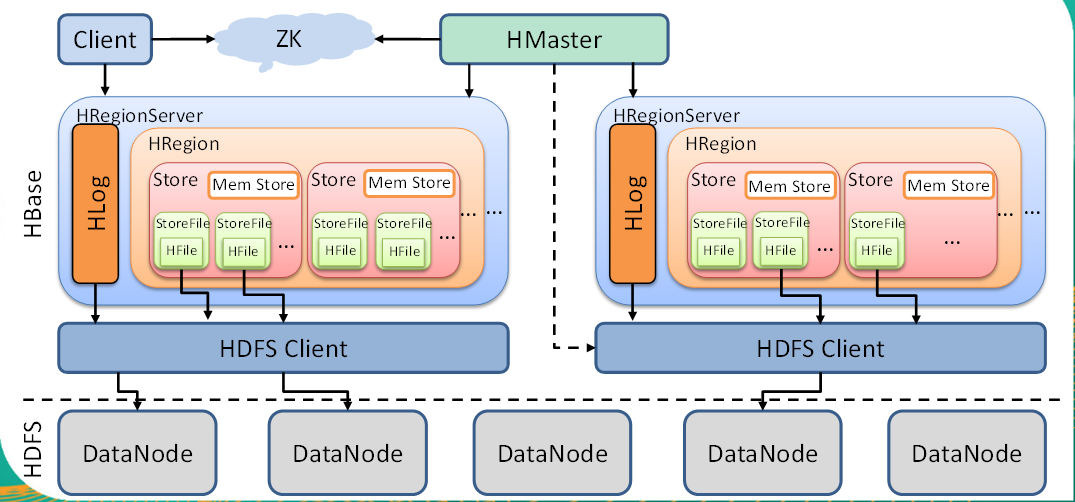 Client
ZK
HMaster
HBase
HRegionServer
HLog
HRegion
Store
Mem Store
StoreFile
HFile
StoreFile
HFile
...
Store
Mem Store
StoreFile
HFile
StoreFile
HFile
...
...
...
HRegionServer
HLog
HRegion
Store
Mem Store
StoreFile
HFile
StoreFile
HFile
...
Store
Mem Store
StoreFile
HFile
...
...
...
HDFS Client
HDFS Client
HDFS
DataNode
DataNode
DataNode
DataNode
DataNode